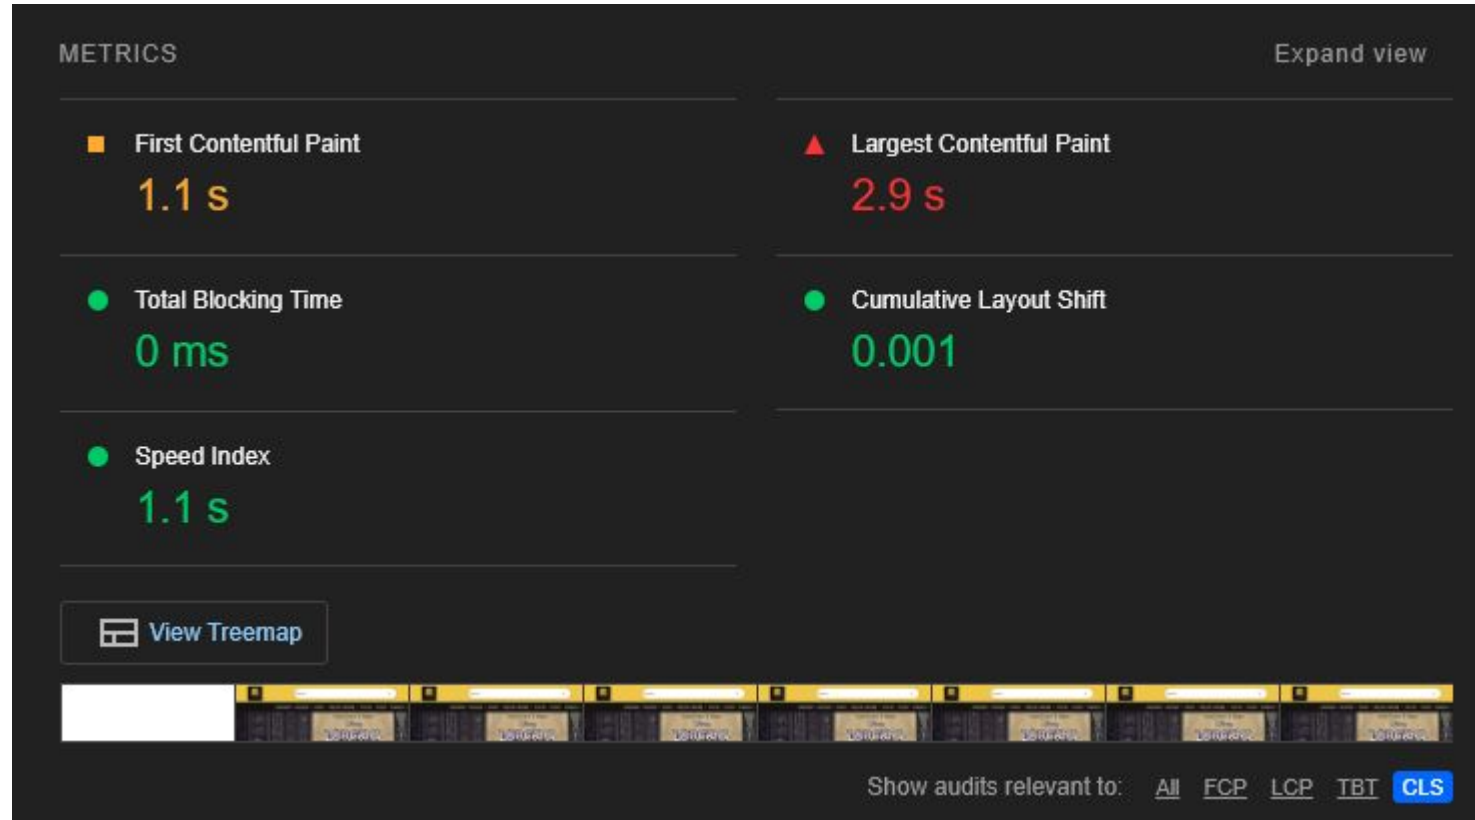 METRICS
Expand view
First Contentful Paint
1.1 s
Largest Contentful Paint
2.9 s
Total Blocking Time
0 ms
Cumulative Layout Shift
0.001
Speed Index
1.1 s
View Treemap
Show audits relevant to: All FCP LCP TBT CLS